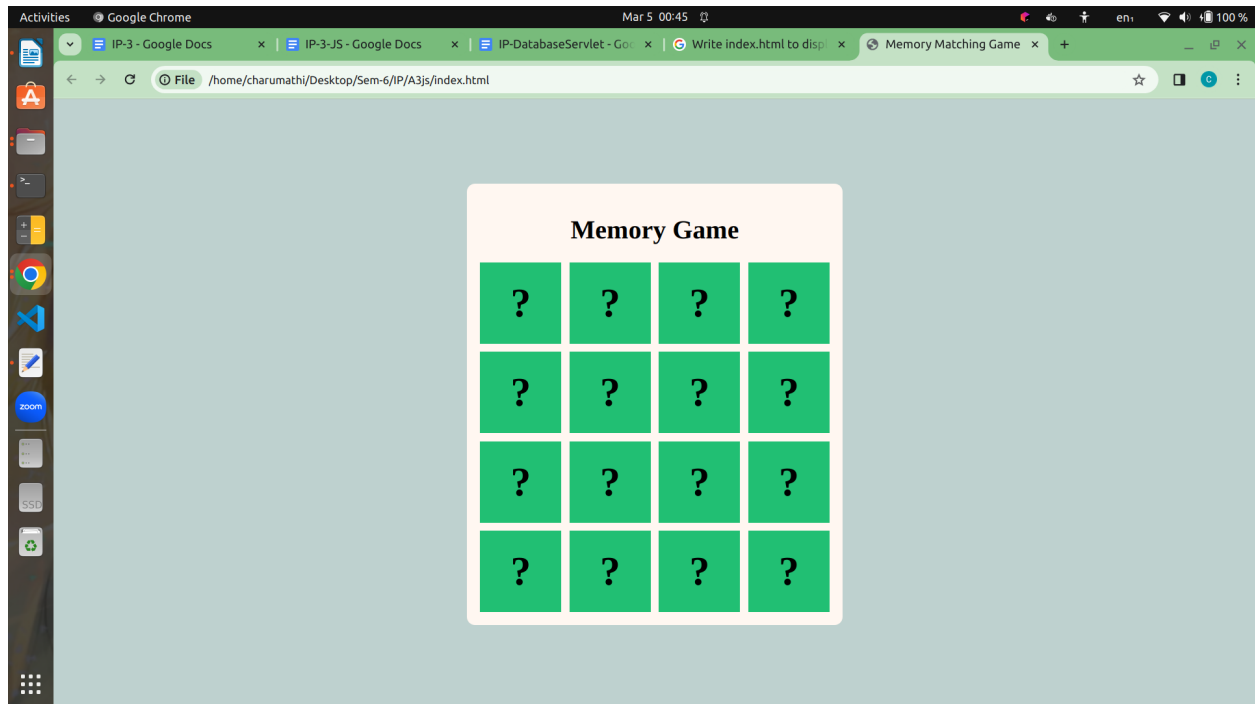 Activities Google Chrome Mar 5 00:45 en₁ 100 %
IP-3 - Google Docs IP-3-JS - Google Docs IP-DatabaseServlet - Goo Write index.html to disp Memory Matching Game
File /home/charumathi/Desktop/Sem-6/IP/A3js/index.html C
Memory Game
? ? ? ?
? ? ? ?
zoom
? ? ? ?
SSD
? ? ? ?